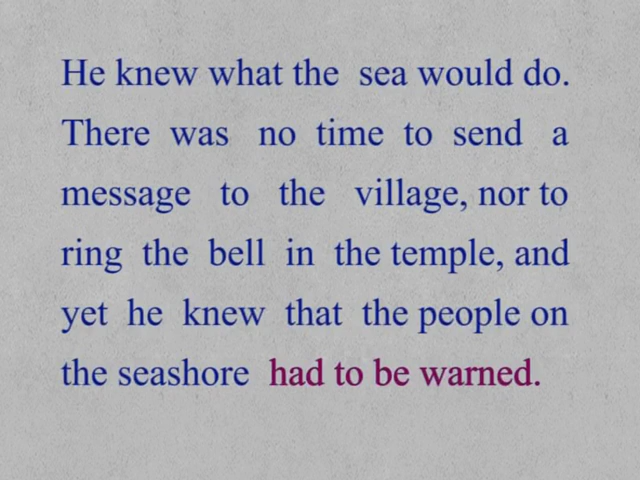 He knew what the sea would do.
There was no time to send a
message to the village, nor to
ring the bell in the temple, and
yet he knew that the people on
the seashore had to be warned.